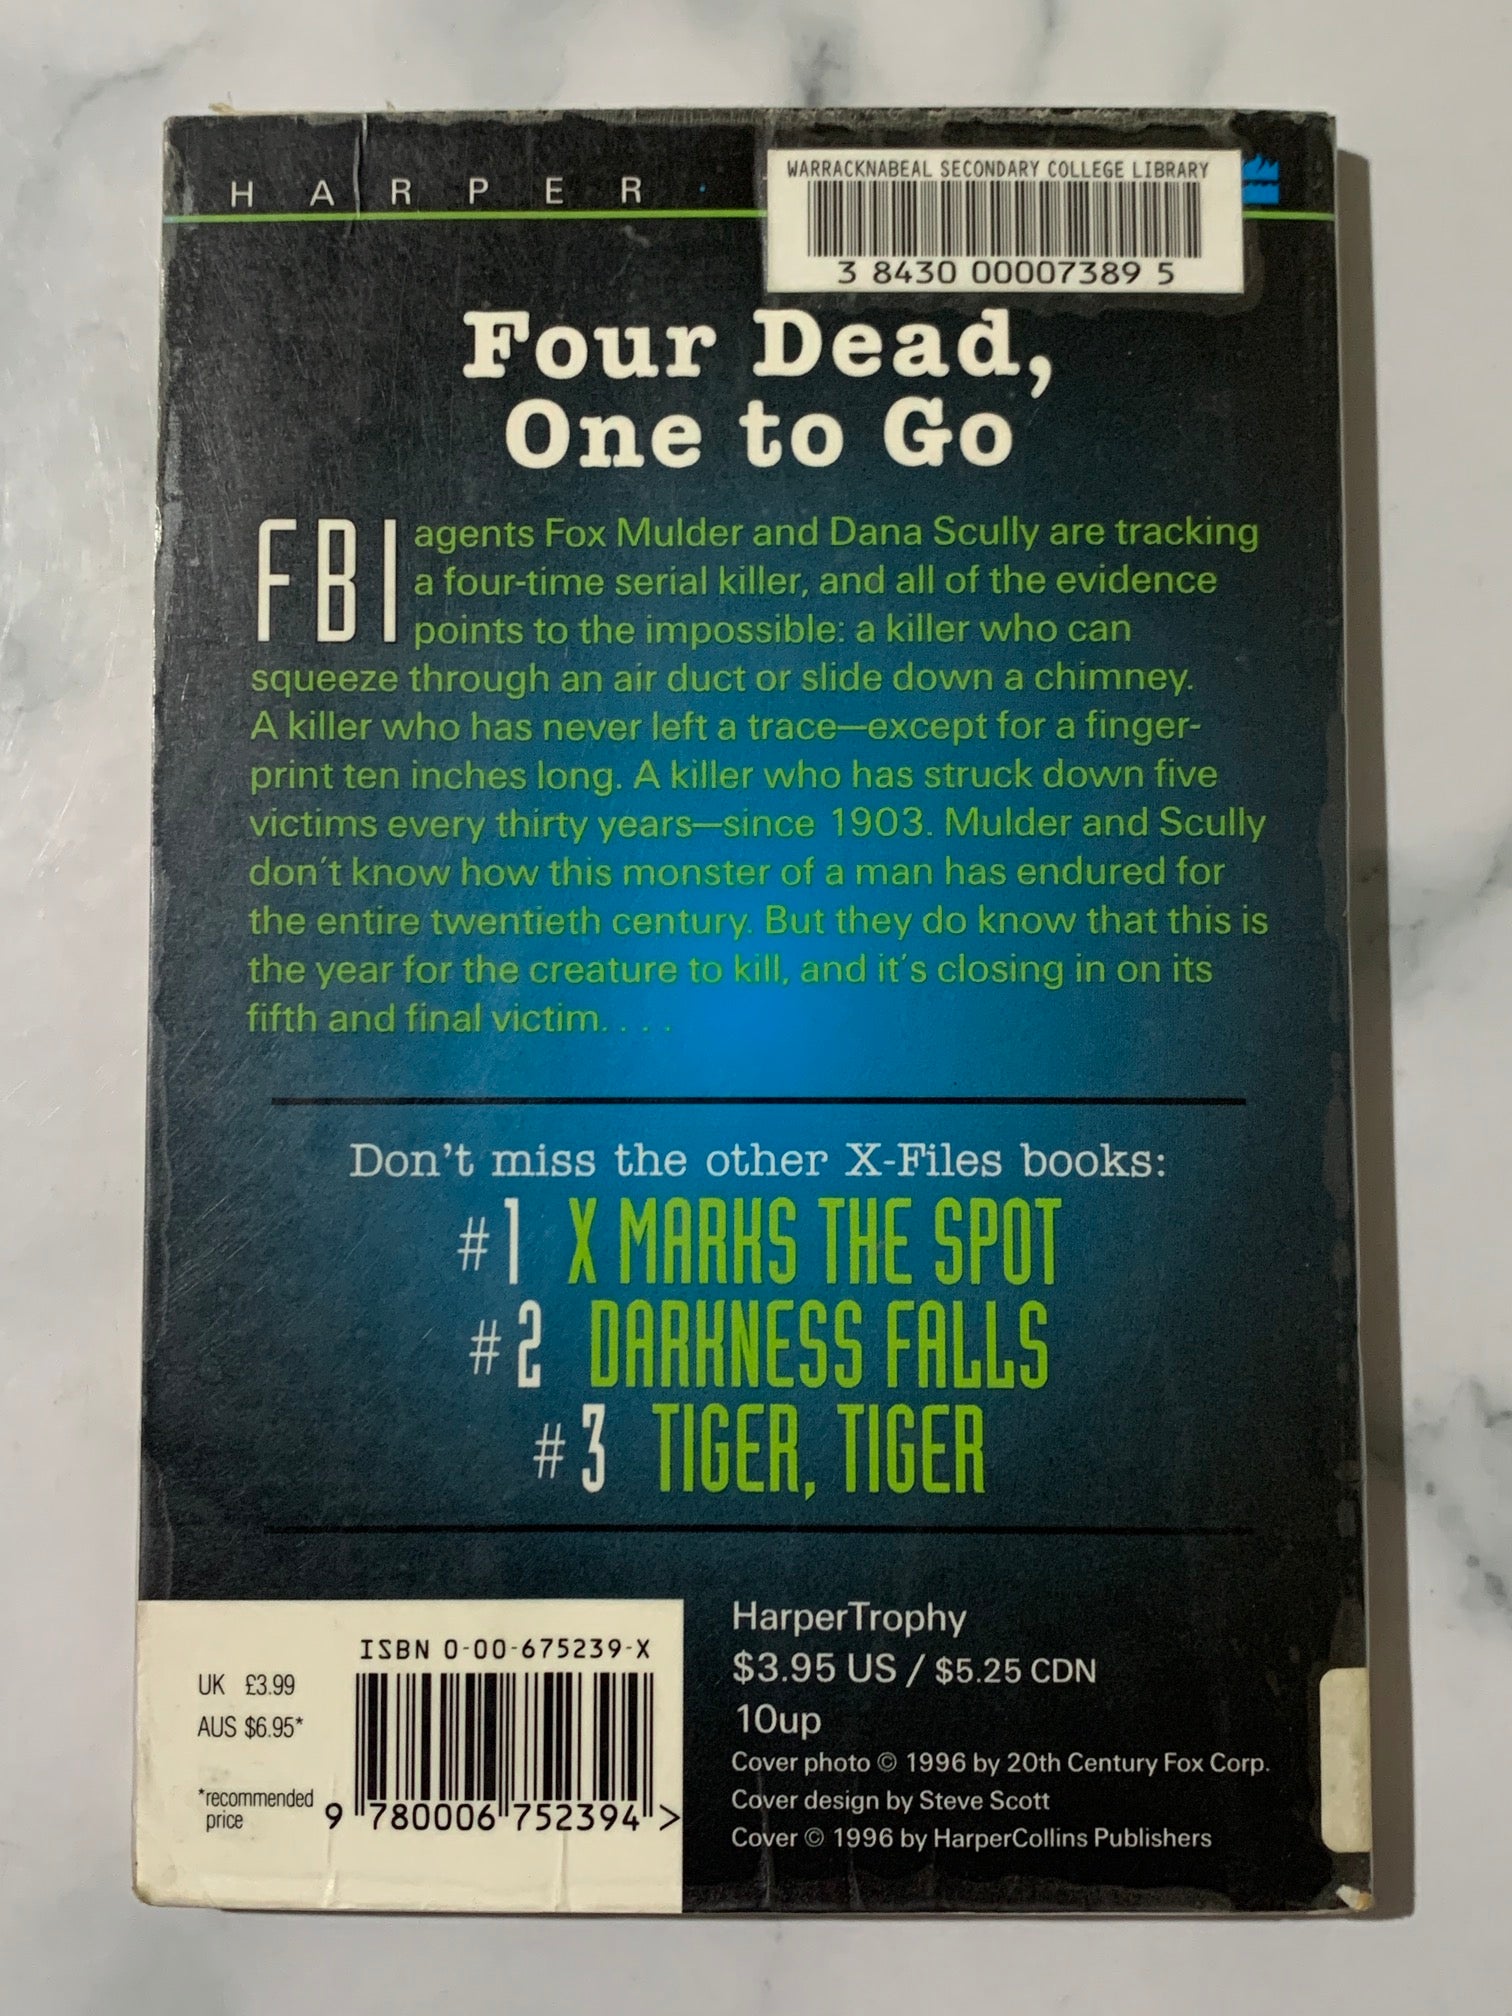 HARPER ·
WARRACKNABEAL SECONDARY COLLEGE LIBRARY
3 8430 00007389 5
Four Dead,
One to Go
FBI agents Fox Mulder and Dana Scully are tracking
a four-time serial killer, and all of the evidence
points to the impossible: a killer who can
squeeze through an air duct or slide down a chimney.
A killer who has never left a trace—except for a finger-
print ten inches long. A killer who has struck down five
victims every thirty years—since 1903. Mulder and Scully
don't know how this monster of a man has endured for
the entire twentieth century. But they do know that this is
the year for the creature to kill, and it's closing in on its
fifth and final victim. . . .
Don't miss the other X-Files books:
#1 X MARKS THE SPOT
#2 DARKNESS FALLS
#3 TIGER, TIGER
ISBN 0-00-675239-X
UK £3.99
AUS $6.95*
*recommended
price
9 780006 752394 >
HarperTrophy
$3.95 US / $5.25 CDN
10up
Cover photo © 1996 by 20th Century Fox Corp.
Cover design by Steve Scott
Cover © 1996 by HarperCollins Publishers